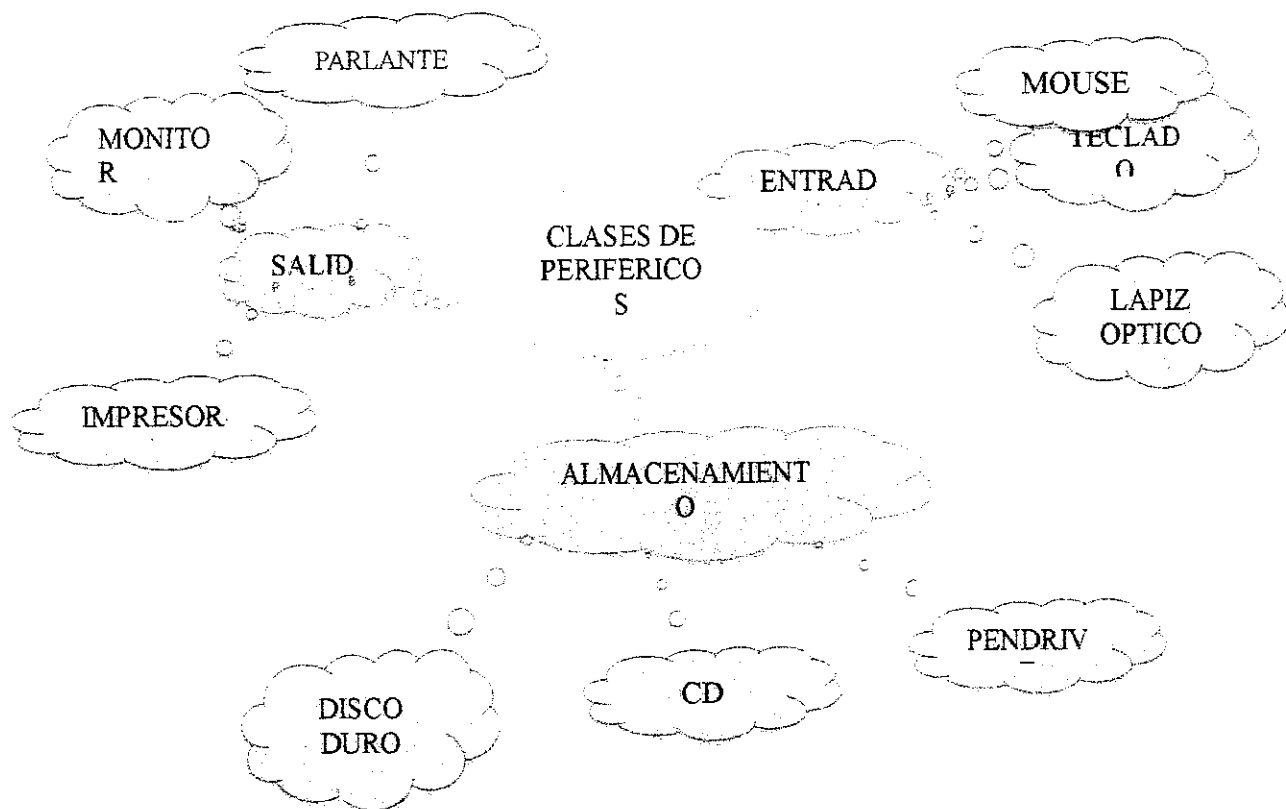 PARLANTE
MOUSE
MONITO
R
TECLAD
O
ENTRAD
CLASES DE
PERIFERICO
S
SALID
LAPIZ
OPTICO
IMPRESOR
ALMACENAMIENT
O
PENDRIV
CD
DISCO
DURO